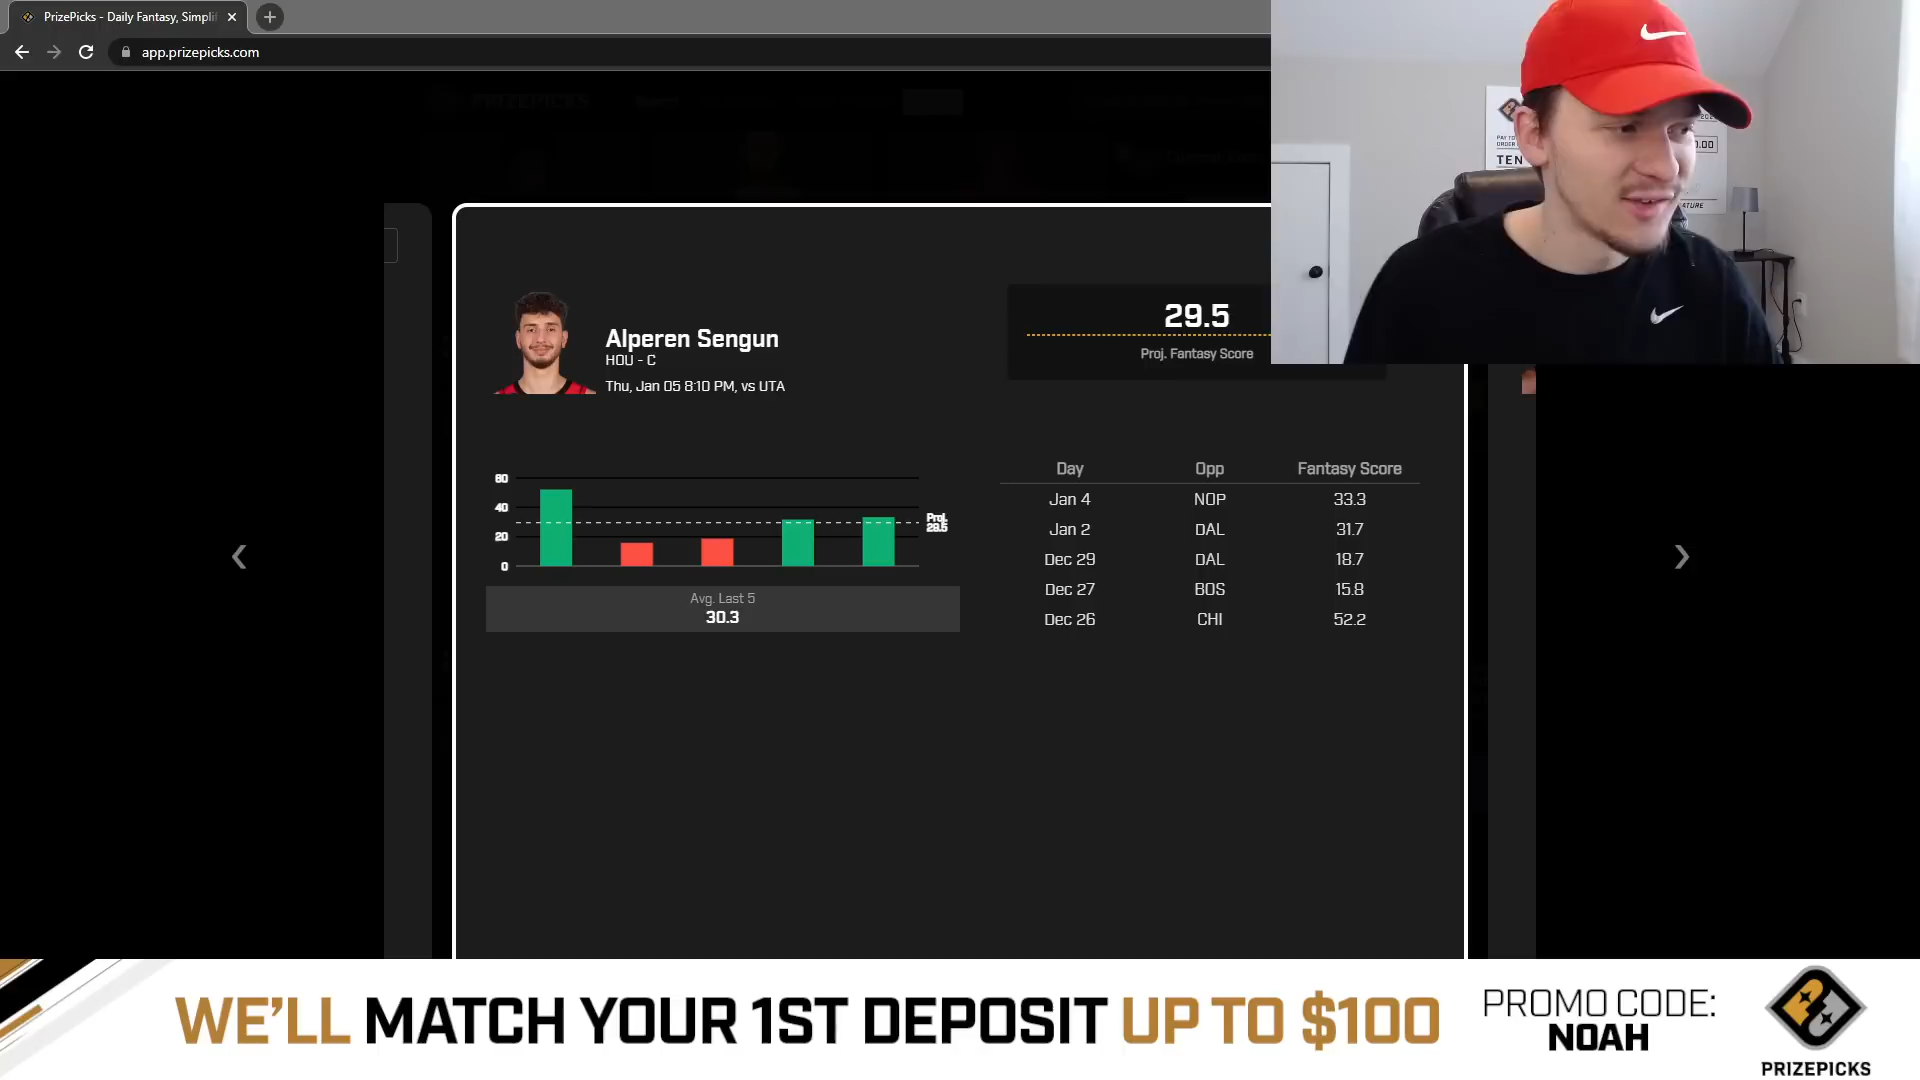 PrizePicks - Daily Fantasy, Simpli
app.prizepicks.com
PRIZEPICKS
TEN
29.5
Proj. Fantasy Score
Alperen Sengun
HOU - C
Thu, Jan 05 8:10 PM, vs UTA
60
40
20
0
Proj.
29.5
Avg. Last 5
30.3
Day Opp Fantasy Score
Jan 4 NOP 33.3
Jan 2 DAL 31.7
Dec 29 DAL 18.7
Dec 27 BOS 15.8
Dec 26 CHI 52.2
WE'LL MATCH YOUR 1ST DEPOSIT UP TO $100
PROMO CODE:
NOAH
PRIZEPICKS